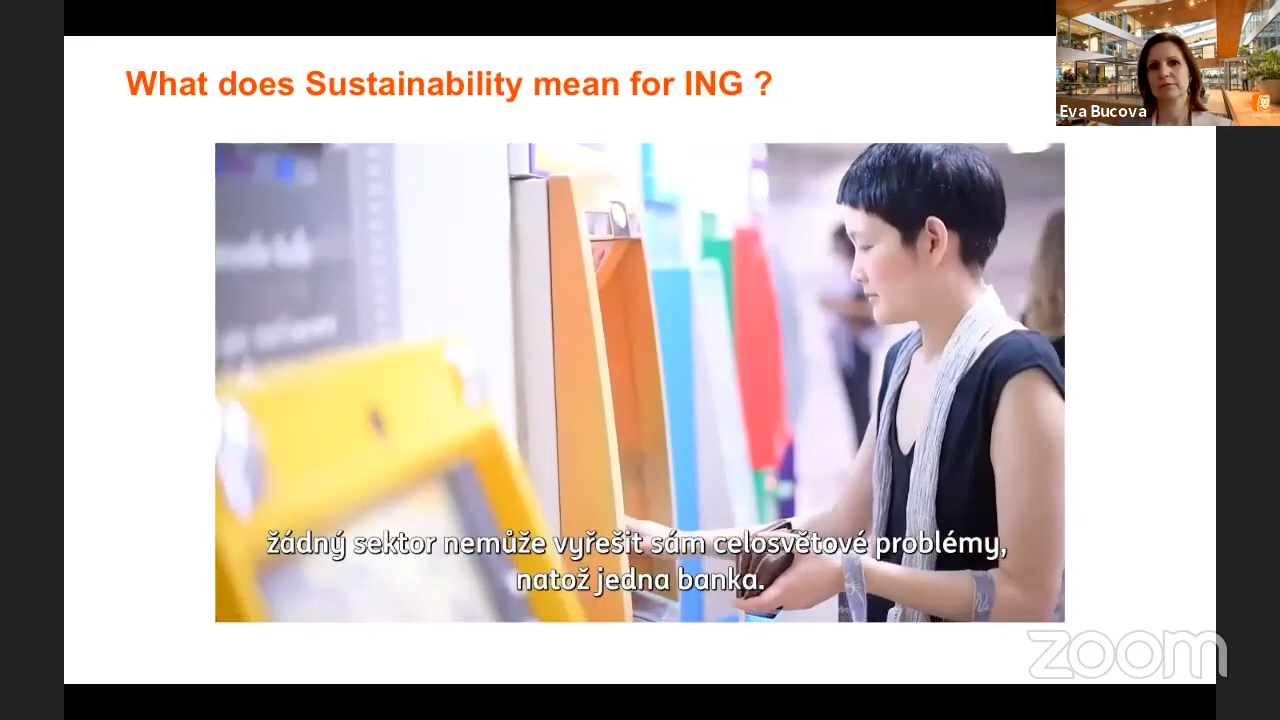 What does Sustainability mean for ING ?
Eva Bucova
žádný sektor nemůže vyřešit sám celosvětové problémy,
natož jedna banka.
zoom